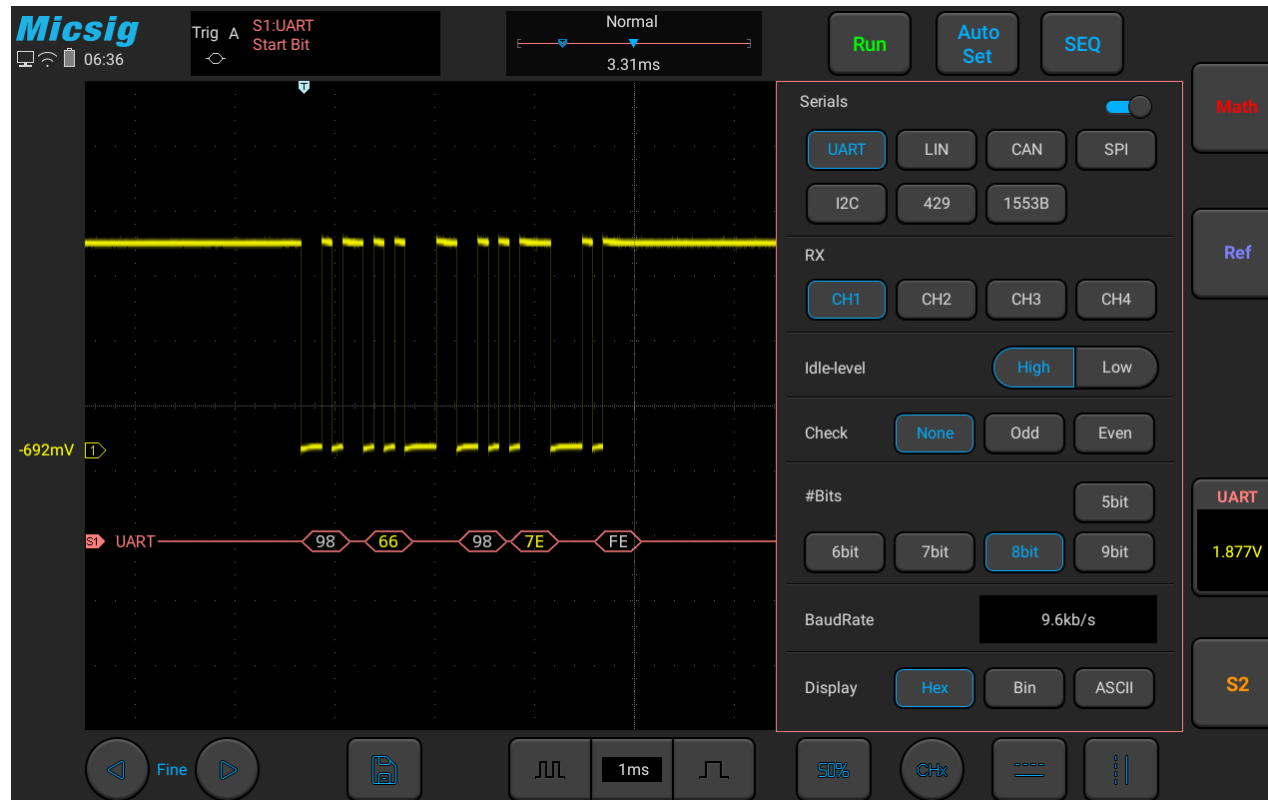 Micsig
06:36
Trig A S1:UART
Start Bit
Normal
T
3.31ms
Run
Auto
Set
SEQ
T
Serials
UART LIN CAN SPI
I2C 429 1553B
RX
CH1 CH2 CH3 CH4
Idle-level High Low
Check None Odd Even
#Bits 5bit
6bit 7bit 8bit 9bit
BaudRate 9.6kb/s
Display Hex Bin ASCII
Math
Ref
UART
1.877V
S2
-692mV 1
S1 UART 98 66 98 7E FE
Fine
1ms
50%
CHx